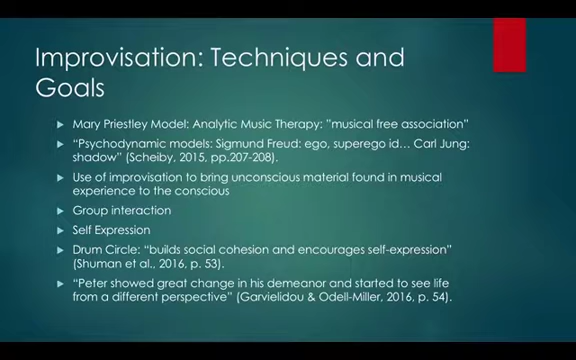 Improvisation: Techniques and
Goals
Mary Priestley Model: Analytic Music Therapy: "musical free association"
"Psychodynamic models: Sigmund Freud: ego, superego id... Carl Jung:
shadow" (Scheiby, 2015, pp.207-208).
Use of improvisation to bring unconscious material found in musical
experience to the conscious
Group interaction
Self Expression
Drum Circle: "builds social cohesion and encourages self-expression"
(Shuman et al., 2016, p. 53).
"Peter showed great change in his demeanor and started to see life
from a different perspective" (Garvielidou & Odell-Miller, 2016, p. 54).